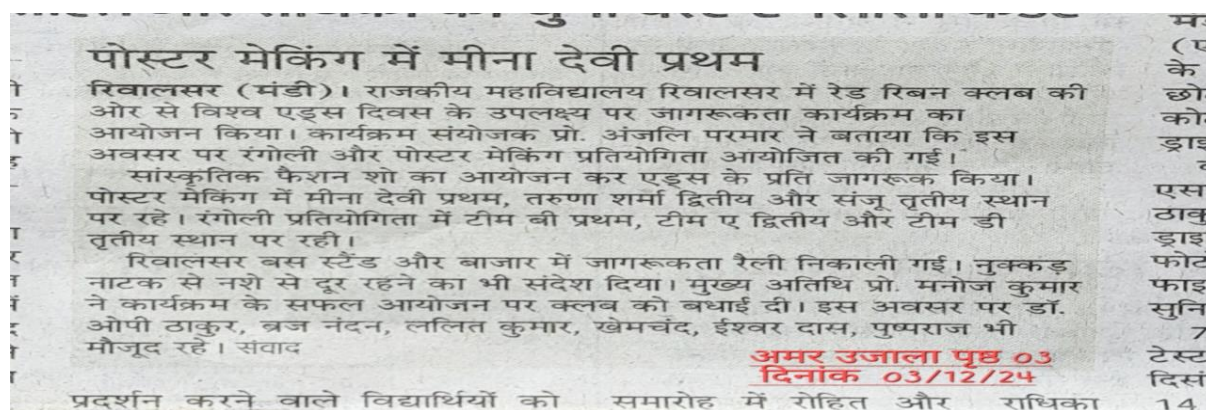 पोस्टर मेकिंग में मीना देवी प्रथम
रिवालसर (मंडी)। राजकीय महाविद्यालय रिवालसर में रेड रिबन क्लब की
ओर से विश्व एड्स दिवस के उपलक्ष्य पर जागरूकता कार्यक्रम का
आयोजन किया। कार्यक्रम संयोजक प्रो. अंजलि परमार ने बताया कि इस
अवसर पर रंगोली और पोस्टर मेकिंग प्रतियोगिता आयोजित की गई।
सांस्कृतिक फैशन शो का आयोजन कर एड्स के प्रति जागरूक किया।
पोस्टर मेकिंग में मीना देवी प्रथम, तरुणा शर्मा द्वितीय और संजू तृतीय स्थान
पर रहे। रंगोली प्रतियोगिता में टीम बी प्रथम, टीम ए द्वितीय और टीम डी
तृतीय स्थान पर रही।
रिवालसर बस स्टैंड और बाजार में जागरूकता रैली निकाली गई। नुक्कड़
नाटक से नशे से दूर रहने का भी संदेश दिया। मुख्य अतिथि प्रो. मनोज कुमार
ने कार्यक्रम के सफल आयोजन पर क्लब को बधाई दी। इस अवसर पर डॉ.
ओपी ठाकुर, ब्रज नंदन, ललित कुमार, खेमचंद, ईश्वर दास, पुष्पराज भी
मौजूद रहे। संवाद
अमर उजाला पृष्ठ 03
दिनांक 03/12/24
प्रदर्शन करने वाले विद्यार्थियों को समारोह में रोहित और राधिका
के
टेस्ट
14